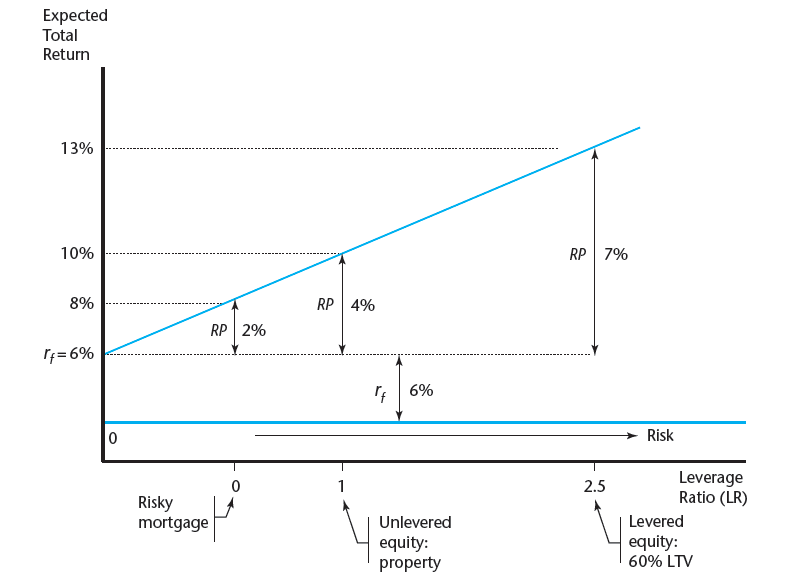 Expected
Total
Return
13%
10%
8%
rf = 6%
RP 7%
RP 4%
RP 2%
rf 6%
0
Risk
0
1
2.5
Leverage
Ratio (LR)
Risky
mortgage
Unlevered
equity:
property
Levered
equity:
60% LTV